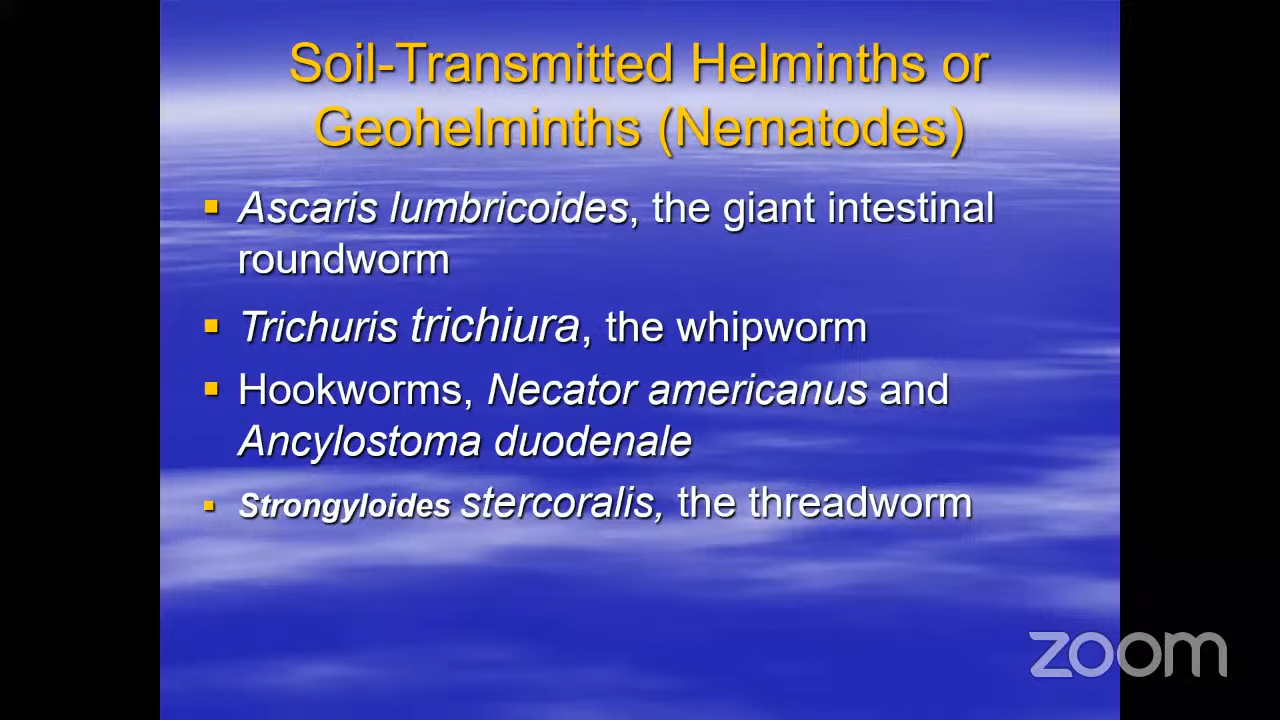 Soil-Transmitted Helminths or
Geohelminths (Nematodes)
Ascaris lumbricoides, the giant intestinal
roundworm
Trichuris trichiura, the whipworm
Hookworms, Necator americanus and
Ancylostoma duodenale
Strongyloides stercoralis, the threadworm
zoom